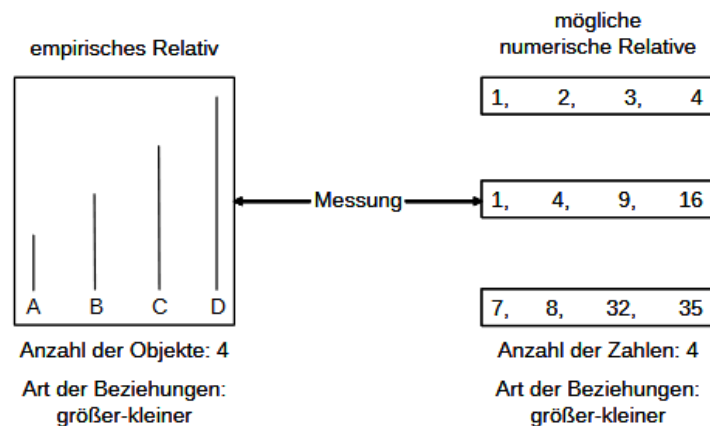 empirisches Relativ
mögliche
numerische Relative
1, 2, 3, 4
Messung
1, 4, 9, 16
A B C D
7, 8, 32, 35
Anzahl der Objekte: 4
Anzahl der Zahlen: 4
Art der Beziehungen:
größer-kleiner
Art der Beziehungen:
größer-kleiner